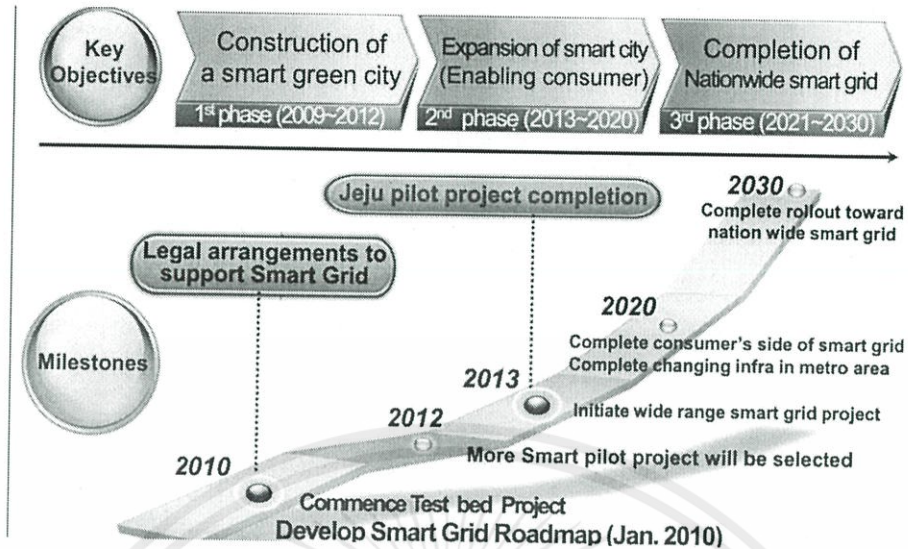 Key
Objectives
Construction of
a smart green city
1st phase (2009~2012)
Expansion of smart city
(Enabling consumer)
2nd phase (2013~2020)
Completion of
Nationwide smart grid
3rd phase (2021~2030)
Jeju pilot project completion
Legal arrangements to
support Smart Grid
Milestones
2030
Complete rollout toward
nation wide smart grid
2020
Complete consumer's side of smart grid
Complete changing infra in metro area
2013
Initiate wide range smart grid project
2012
More Smart pilot project will be selected
2010
Commence Test bed Project
Develop Smart Grid Roadmap (Jan. 2010)